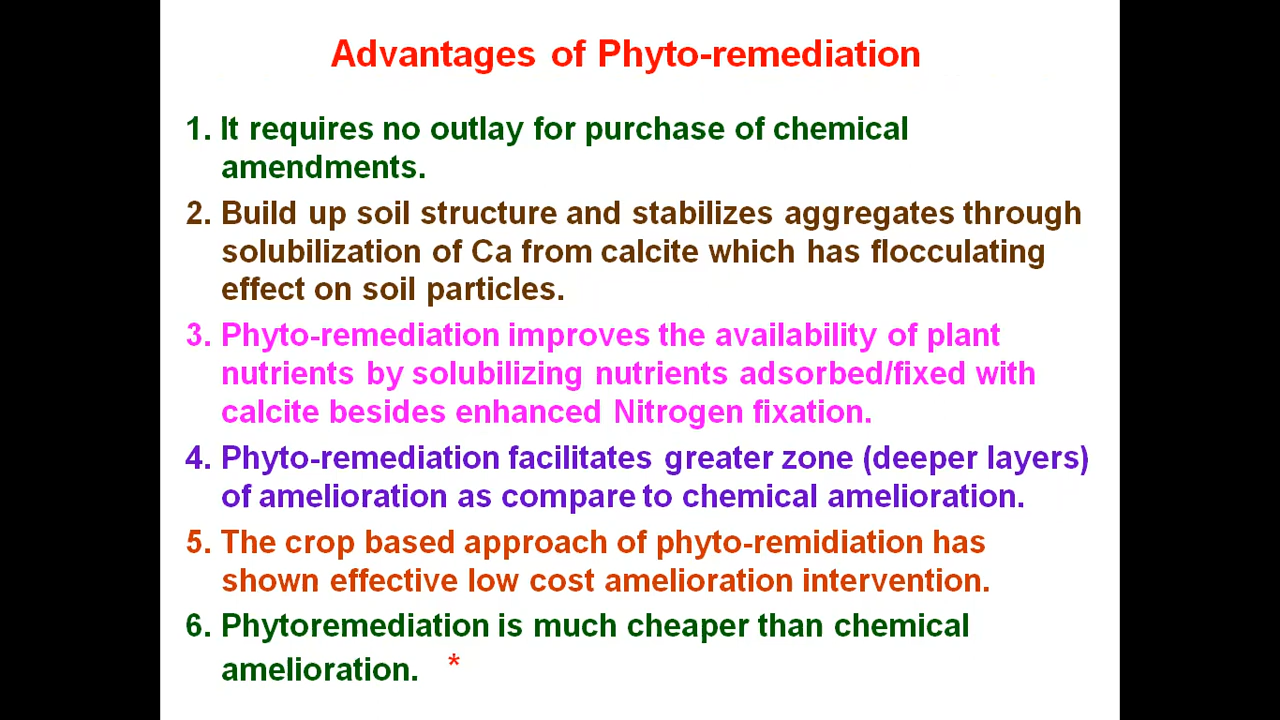 Advantages of Phyto-remediation
1. It requires no outlay for purchase of chemical
amendments.
2. Build up soil structure and stabilizes aggregates through
solubilization of Ca from calcite which has flocculating
effect on soil particles.
3. Phyto-remediation improves the availability of plant
nutrients by solubilizing nutrients adsorbed/fixed with
calcite besides enhanced Nitrogen fixation.
4. Phyto-remediation facilitates greater zone (deeper layers)
of amelioration as compare to chemical amelioration.
5. The crop based approach of phyto-remidiation has
shown effective low cost amelioration intervention.
6. Phytoremediation is much cheaper than chemical
amelioration. *